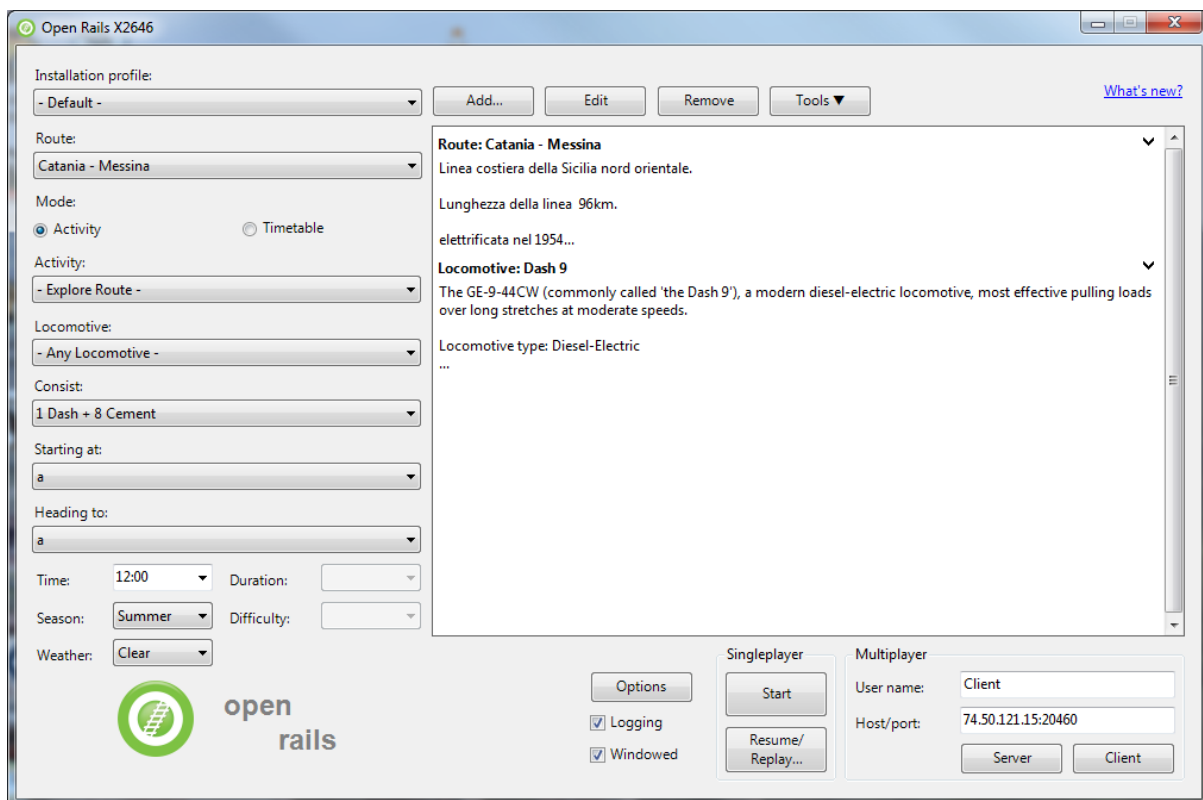 Open Rails X2646
Installation profile:
- Default -
Add...
Edit
Remove
Tools ▼
What's new?
Route:
Catania - Messina
Mode:
Activity
Timetable
Activity:
- Explore Route -
Locomotive:
- Any Locomotive -
Consist:
1 Dash + 8 Cement
Starting at:
a
Heading to:
a
Time:
12:00
Duration:
Season:
Summer
Difficulty:
Weather:
Clear
open
rails
Route: Catania - Messina
Linea costiera della Sicilia nord orientale.
Lunghezza della linea 96km.
elettrificata nel 1954...
Locomotive: Dash 9
The GE-9-44CW (commonly called 'the Dash 9'), a modern diesel-electric locomotive, most effective pulling loads
over long stretches at moderate speeds.
Locomotive type: Diesel-Electric
...
Options
Logging
Windowed
Singleplayer
Start
Resume/
Replay...
Multiplayer
User name:
Client
Host/port:
74.50.121.15:20460
Server
Client